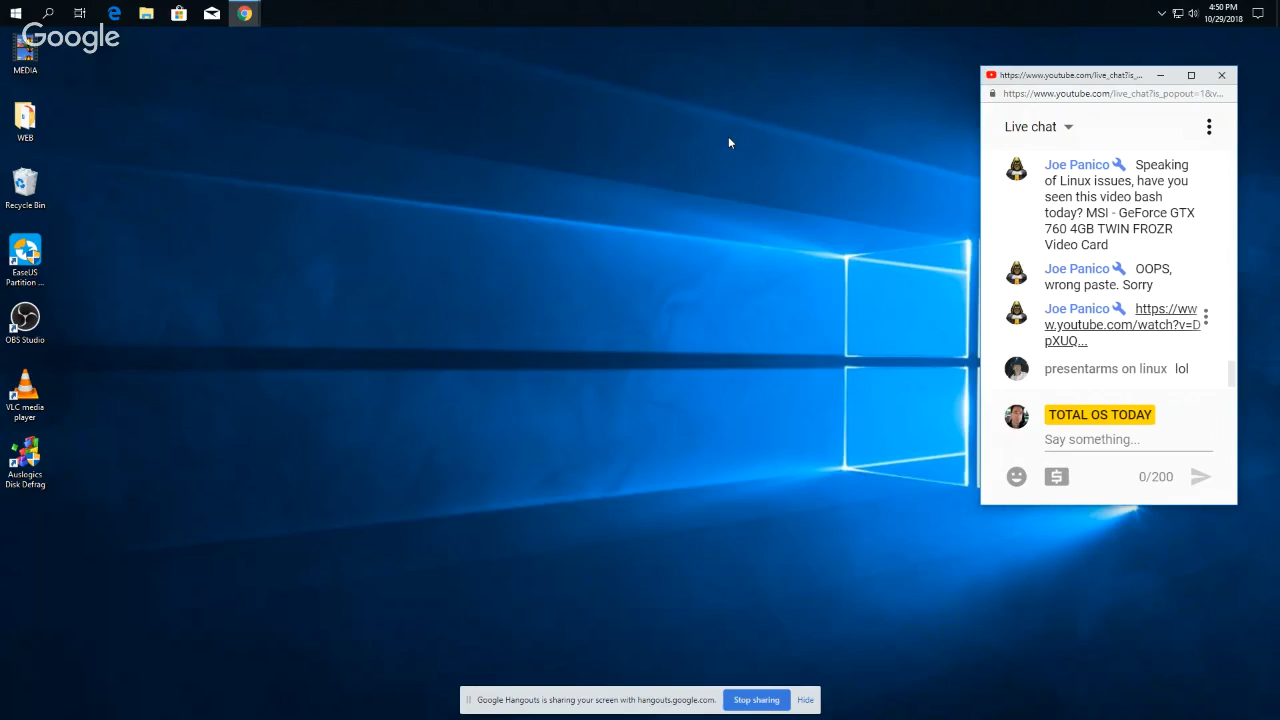 4:50 PM
10/29/2018
Google
MEDIA
WEB
Recycle Bin
EaseUS
Partition ...
OBS Studio
VLC media
player
Auslogics
Disk Defrag
https://www.youtube.com/live_chat?is_...
https://www.youtube.com/live_chat?is_popout=1&v...
Live chat
Joe Panico Speaking
of Linux issues, have you
seen this video bash
today? MSI - GeForce GTX
760 4GB TWIN FROZR
Video Card
Joe Panico OOPS,
wrong paste. Sorry
Joe Panico https://ww
w.youtube.com/watch?v=D
pXUQ...
presentarms on linux lol
TOTAL OS TODAY
Say something...
0/200
Google Hangouts is sharing your screen with hangouts.google.com.
Stop sharing
Hide